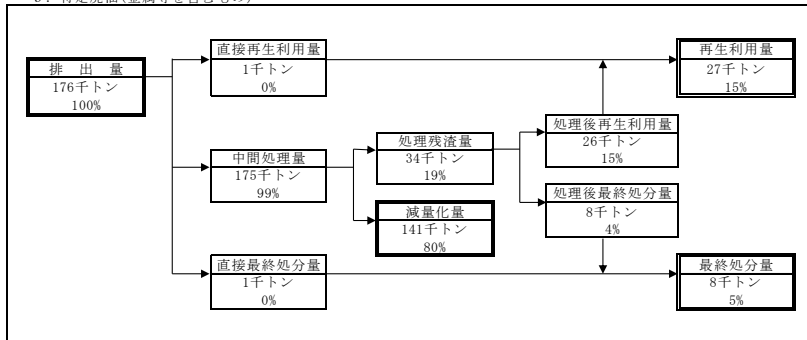 直接再生利用量
1千トン
0%
再生利用量
27千トン
15%
排 出 量
176千トン
100%
中間処理量
175千トン
99%
処理残渣量
34千トン
19%
処理後再生利用量
26千トン
15%
減量化量
141千トン
80%
処理後最終処分量
8千トン
4%
直接最終処分量
1千トン
0%
最終処分量
8千トン
5%